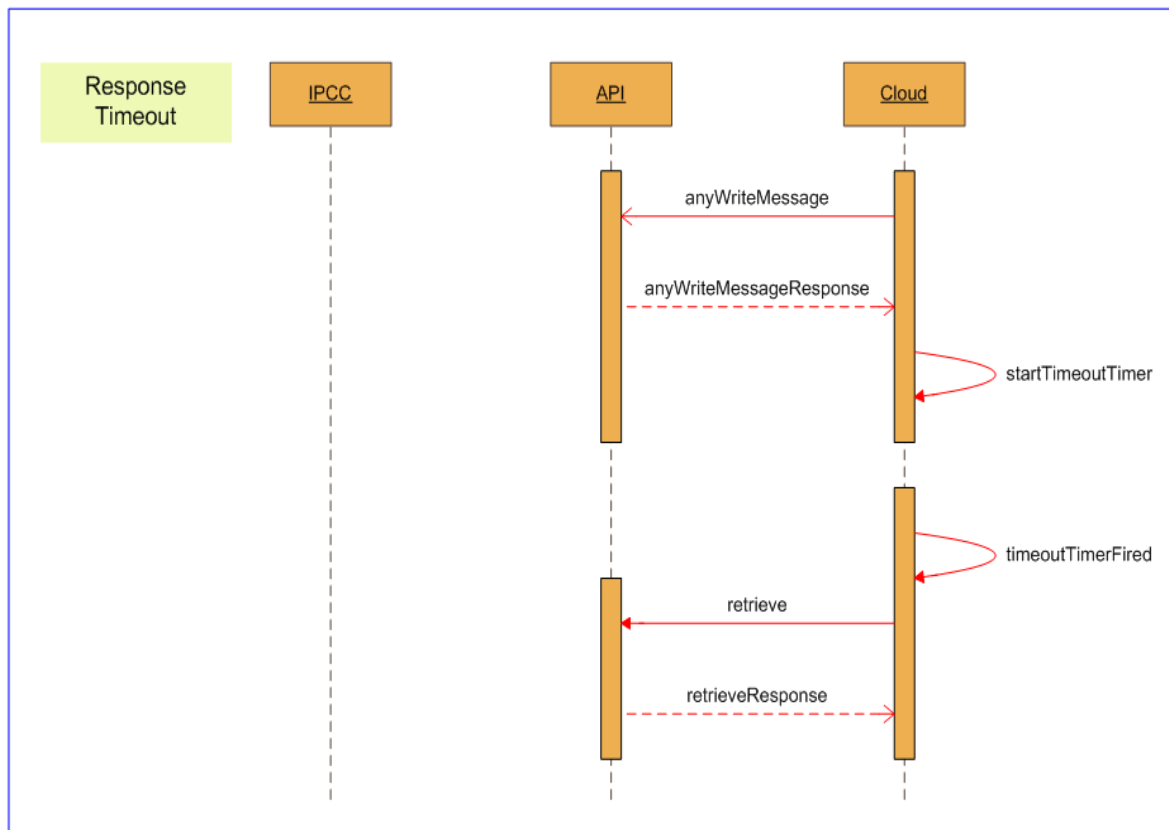 Response
Timeout
IPCC
API
Cloud
anyWriteMessage
anyWriteMessageResponse
startTimeoutTimer
timeoutTimerFired
retrieve
retrieveResponse